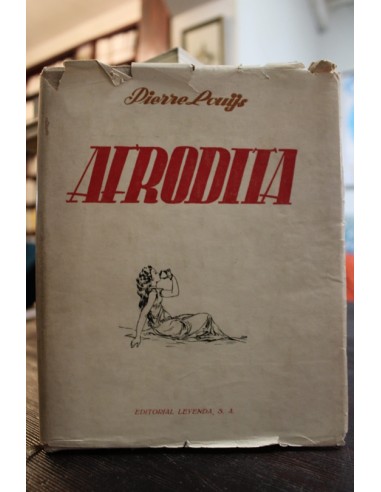 Pierre Louÿs
AFRODITA
EDITORIAL LEYENDA, S. A.